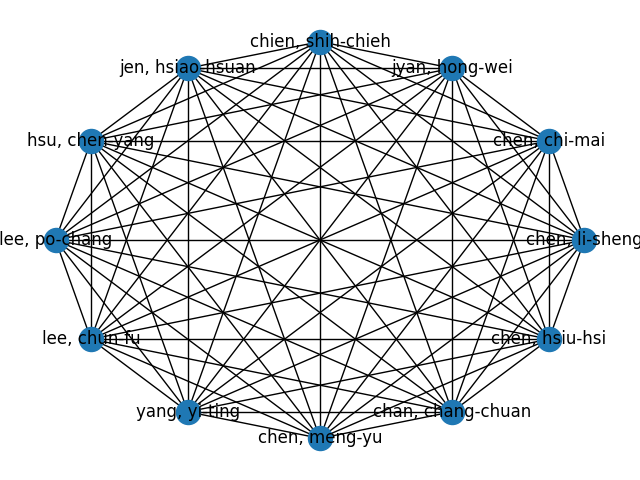 chien, shih-chieh
jen, hsiao-hsuan
jyan, hong-wei
hsu, chen-yang
chen, chi-mai
lee, po-chang
chen, li-sheng
lee, chun-fu
chen, hsiu-hsi
yang, yi-ting
chan, chang-chuan
chen, meng-yu